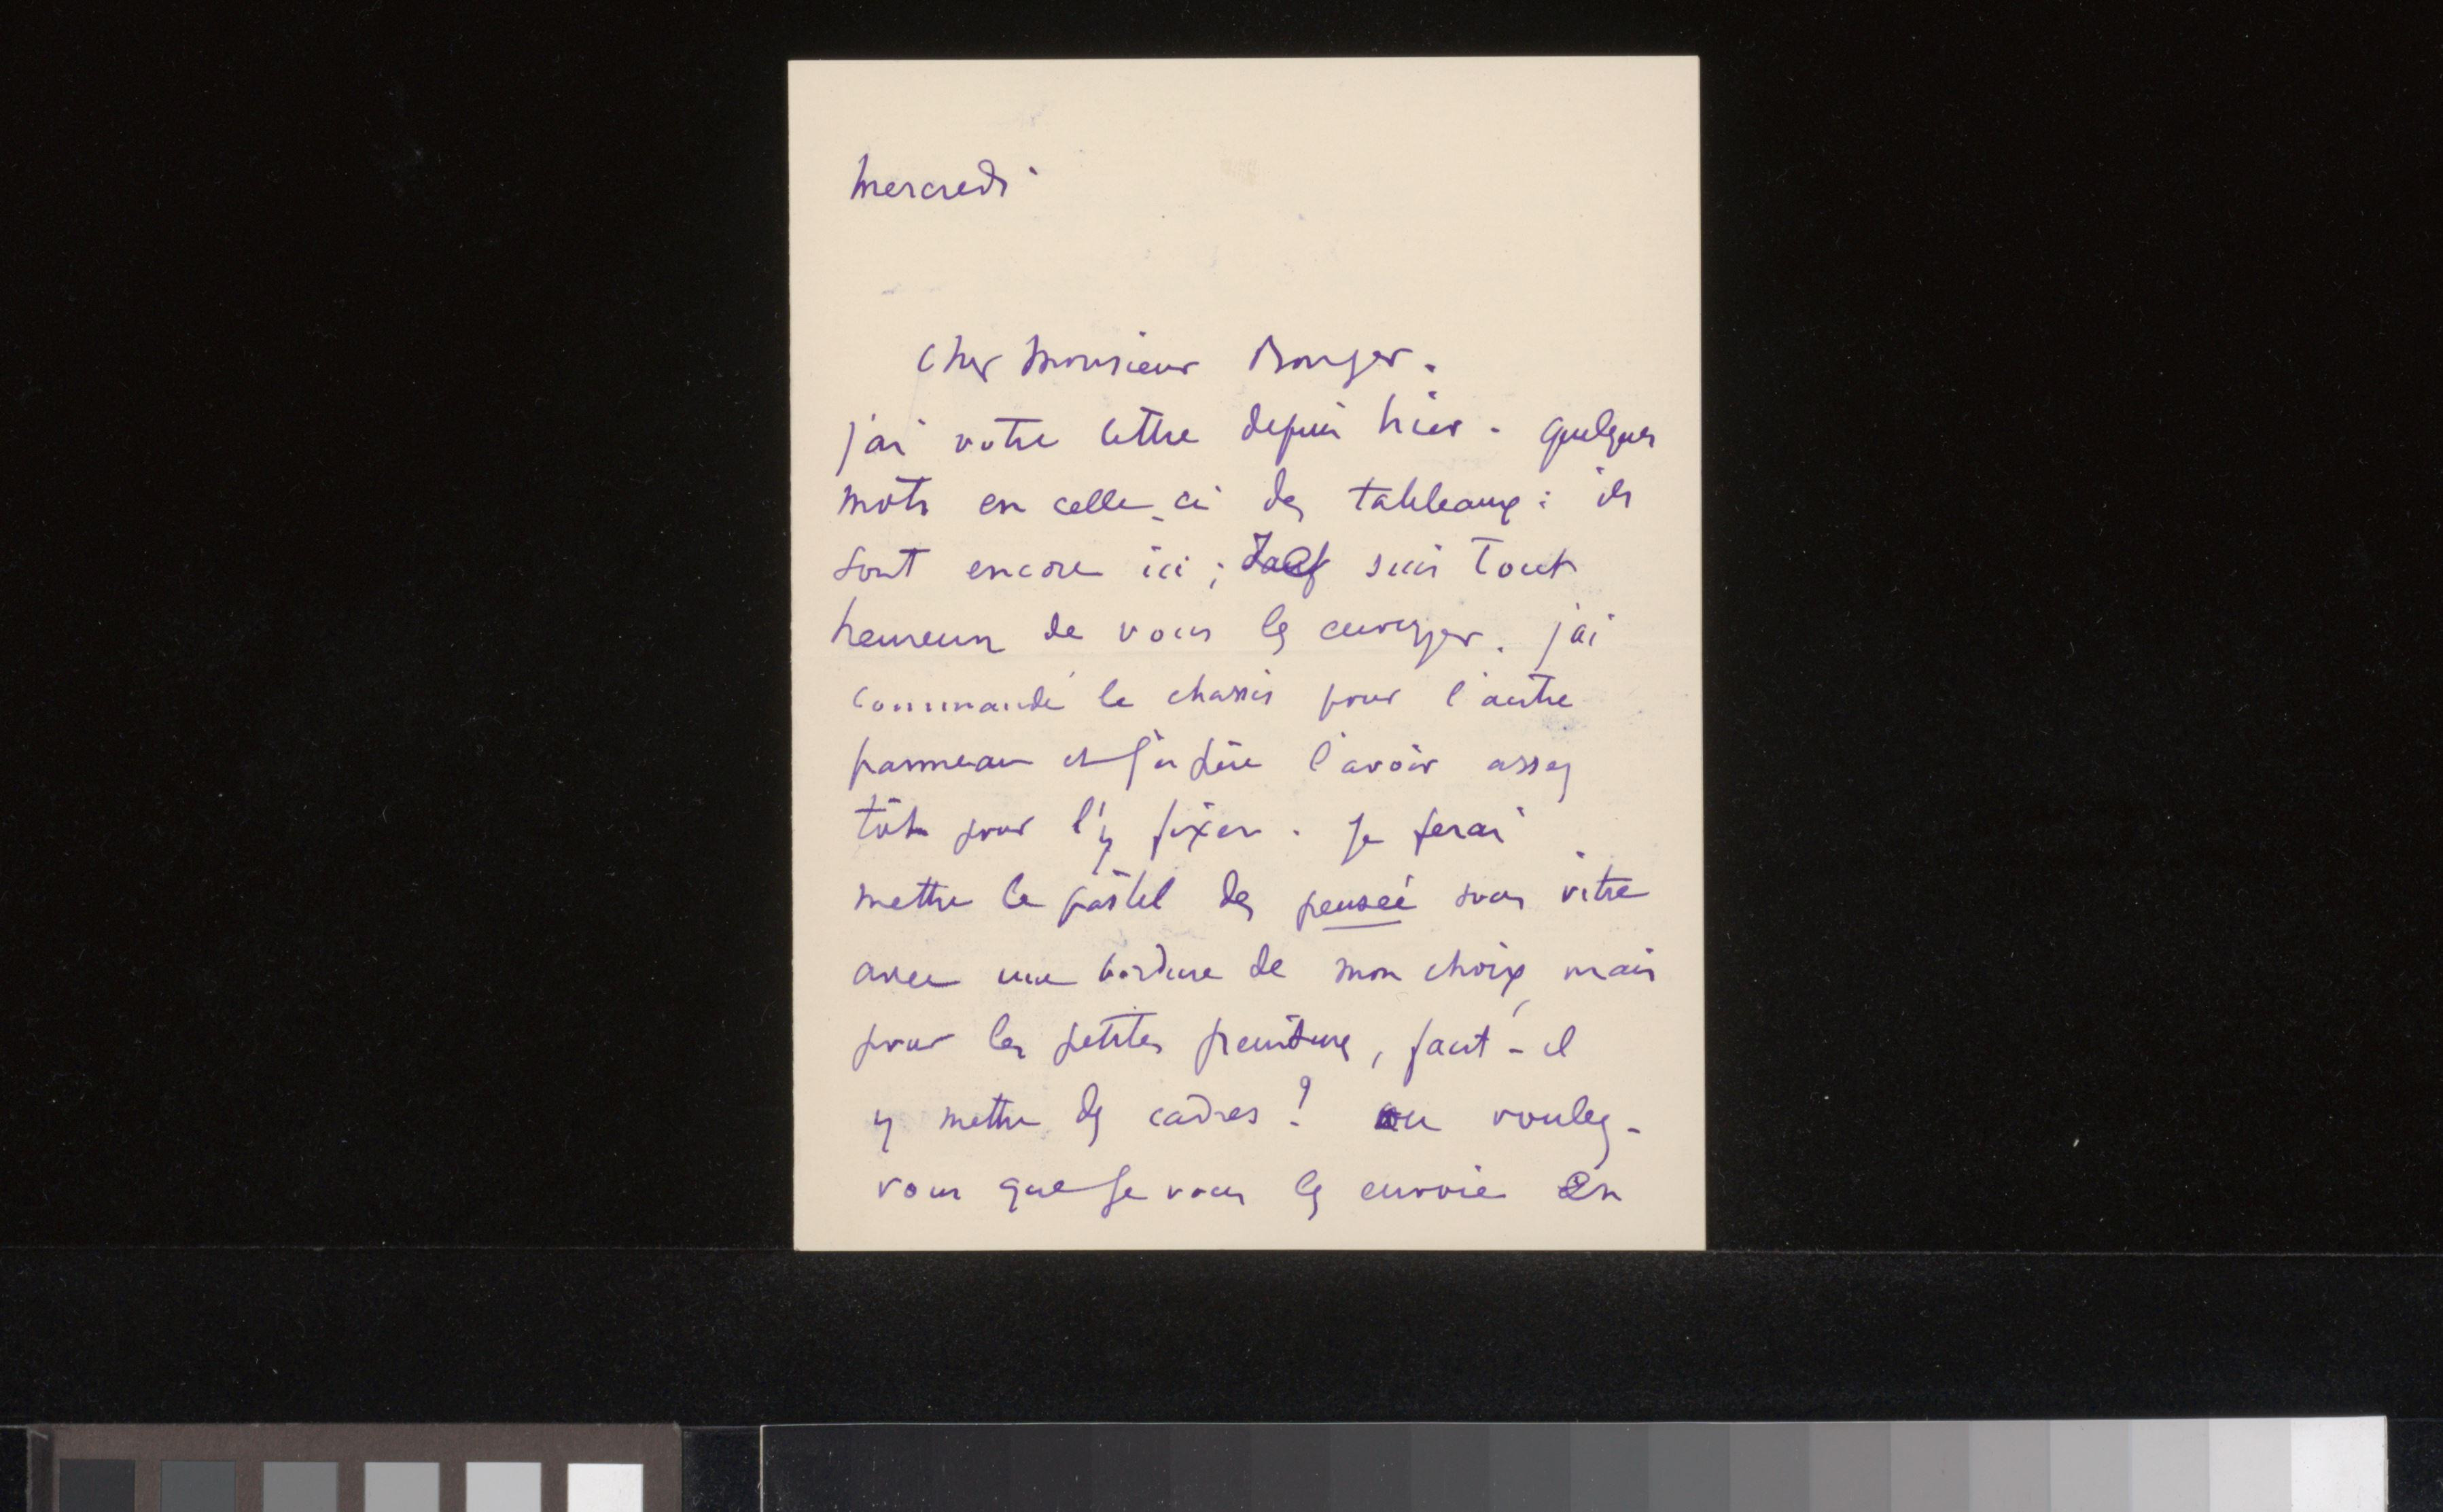 Mercredi
Cher Monsieur Bonger.
j'ai votre lettre depuis hier. quelques
mots en celle-ci des tableaux : ils
sont encore ici ; suis tout
heureux de vous les envoyer. j'ai
commandé le chassis pour l'autre
panneau et j'espère l'avoir assez
tôt pour l'y fixer. je ferai
mettre le pastel des pensée sous vitre
avec une bordure de mon choix, mais
pour les petites peintures, faut-il
y mettre des cadres ? ou voulez-
vous que je vous les envoie en